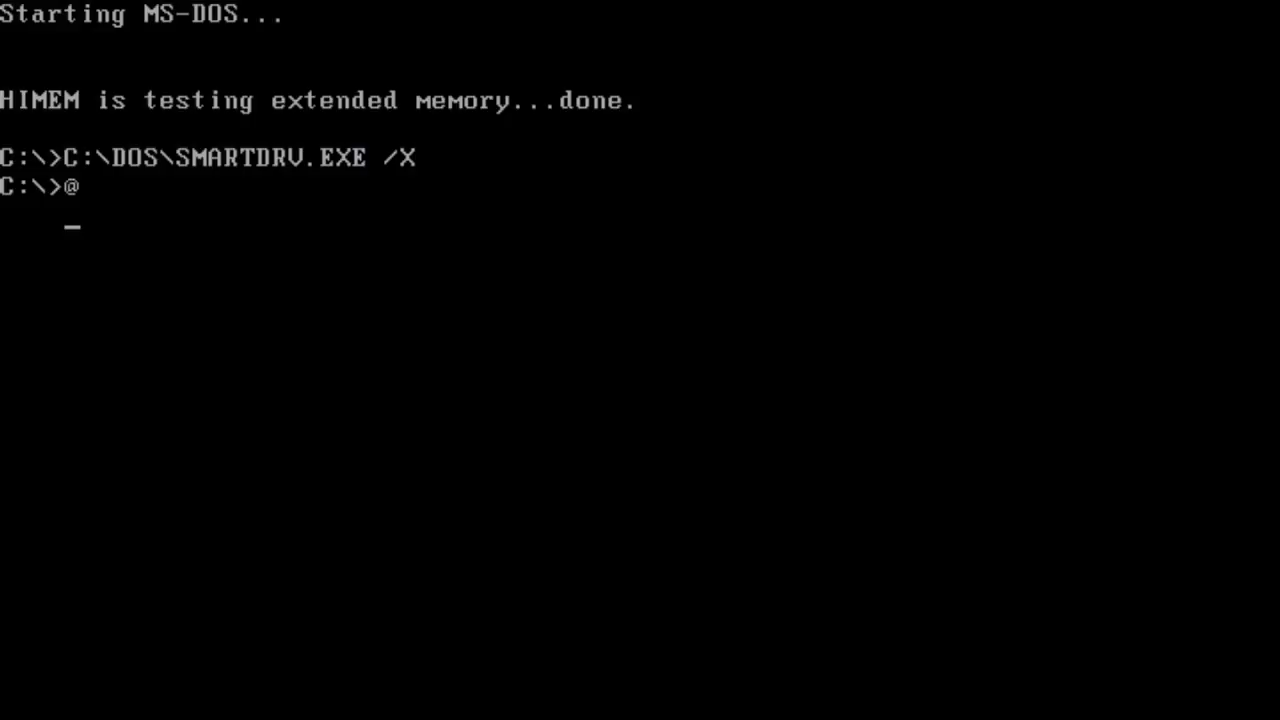 Starting MS-DOS...
HIMEM is testing extended memory...done.
C:\>C:\DOS\SMARTDRV.EXE /X
C:\>@